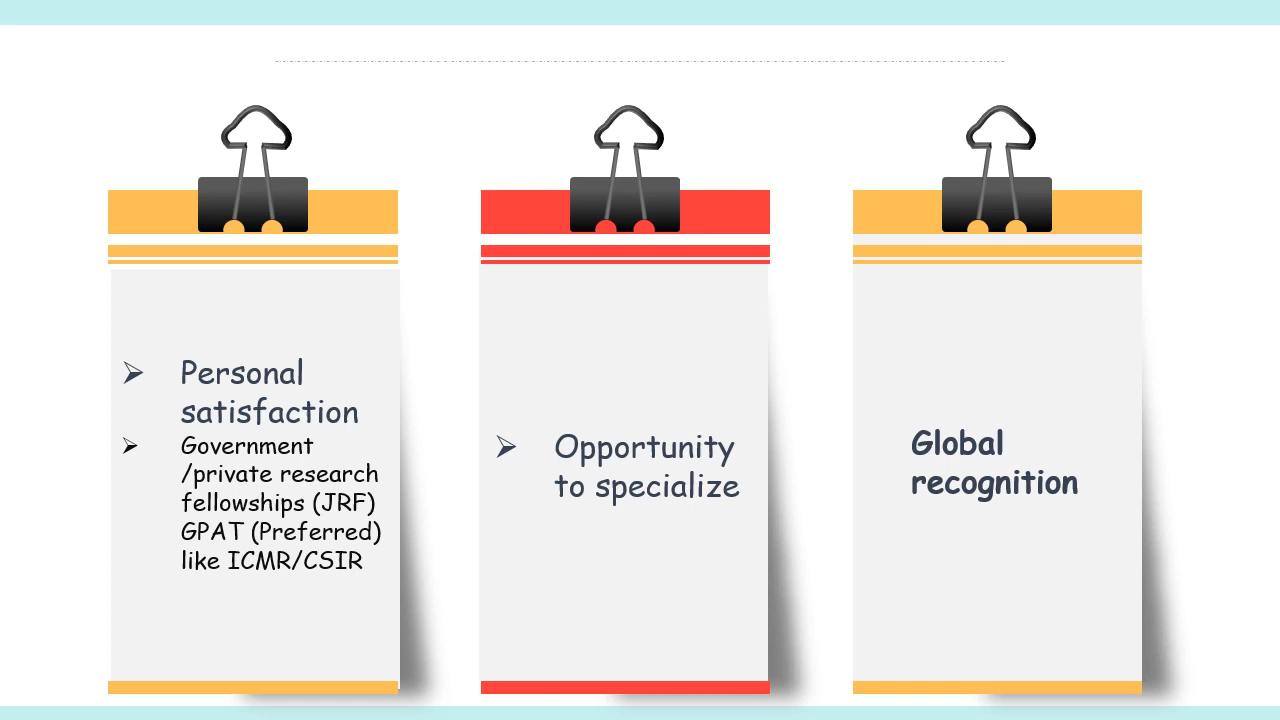 Personal
satisfaction
Government
/private research
fellowships (JRF)
GPAT (Preferred)
like ICMR/CSIR
Opportunity
to specialize
Global
recognition